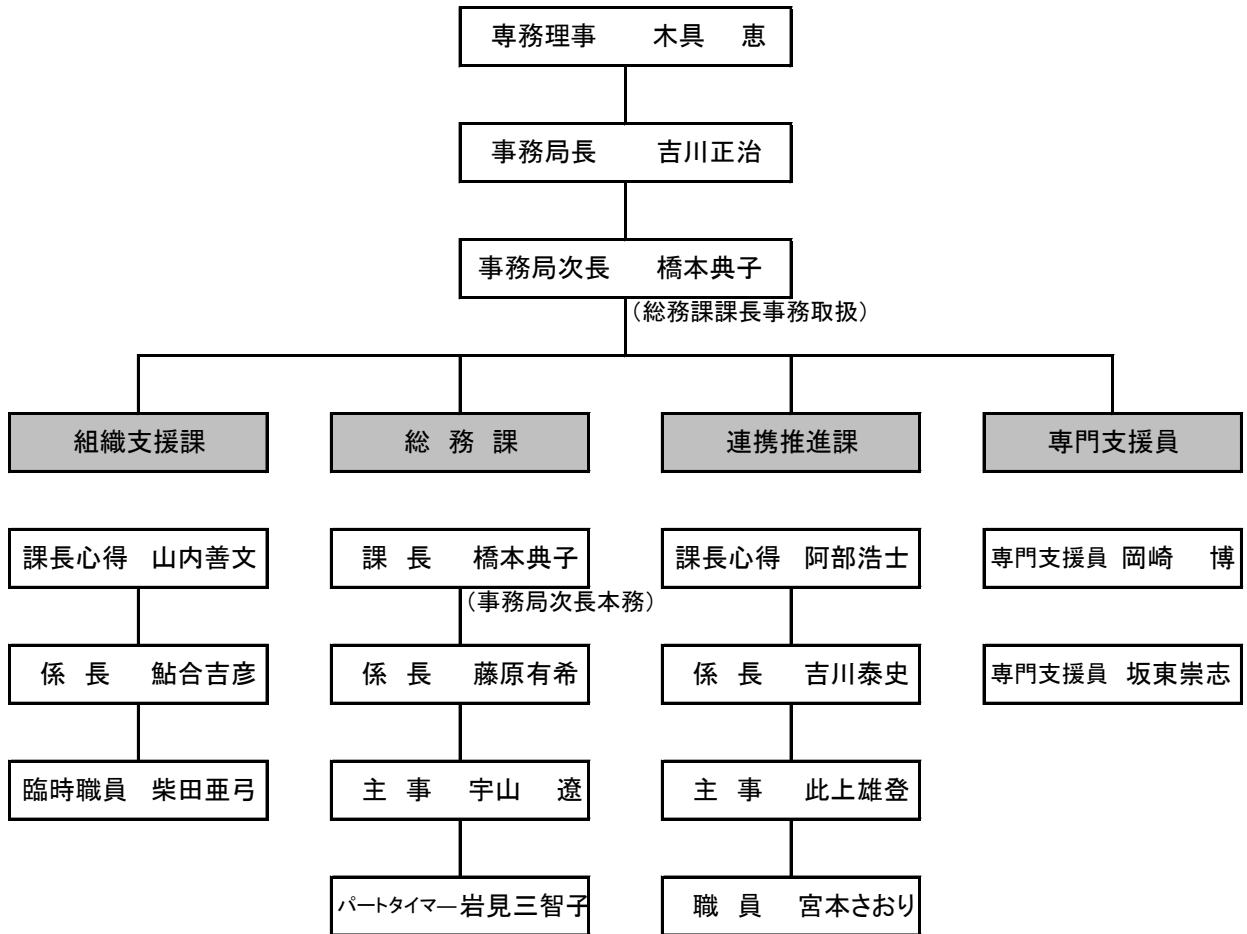 専務理事 木具 恵
事務局長 吉川正治
事務局次長 橋本典子
(総務課課長事務取扱)
組織支援課 総務課 連携推進課 専門支援員
課長心得 山内善文 課長 橋本典子 課長心得 阿部浩士 専門支援員 岡崎 博
(事務局次長本務)
係長 鮎合吉彦 係長 藤原有希 係長 吉川泰史 専門支援員 坂東崇志
臨時職員 柴田亜弓 主事 宇山 遼 主事 此上雄登
パートタイマー 岩見三智子 職員 宮本さおり